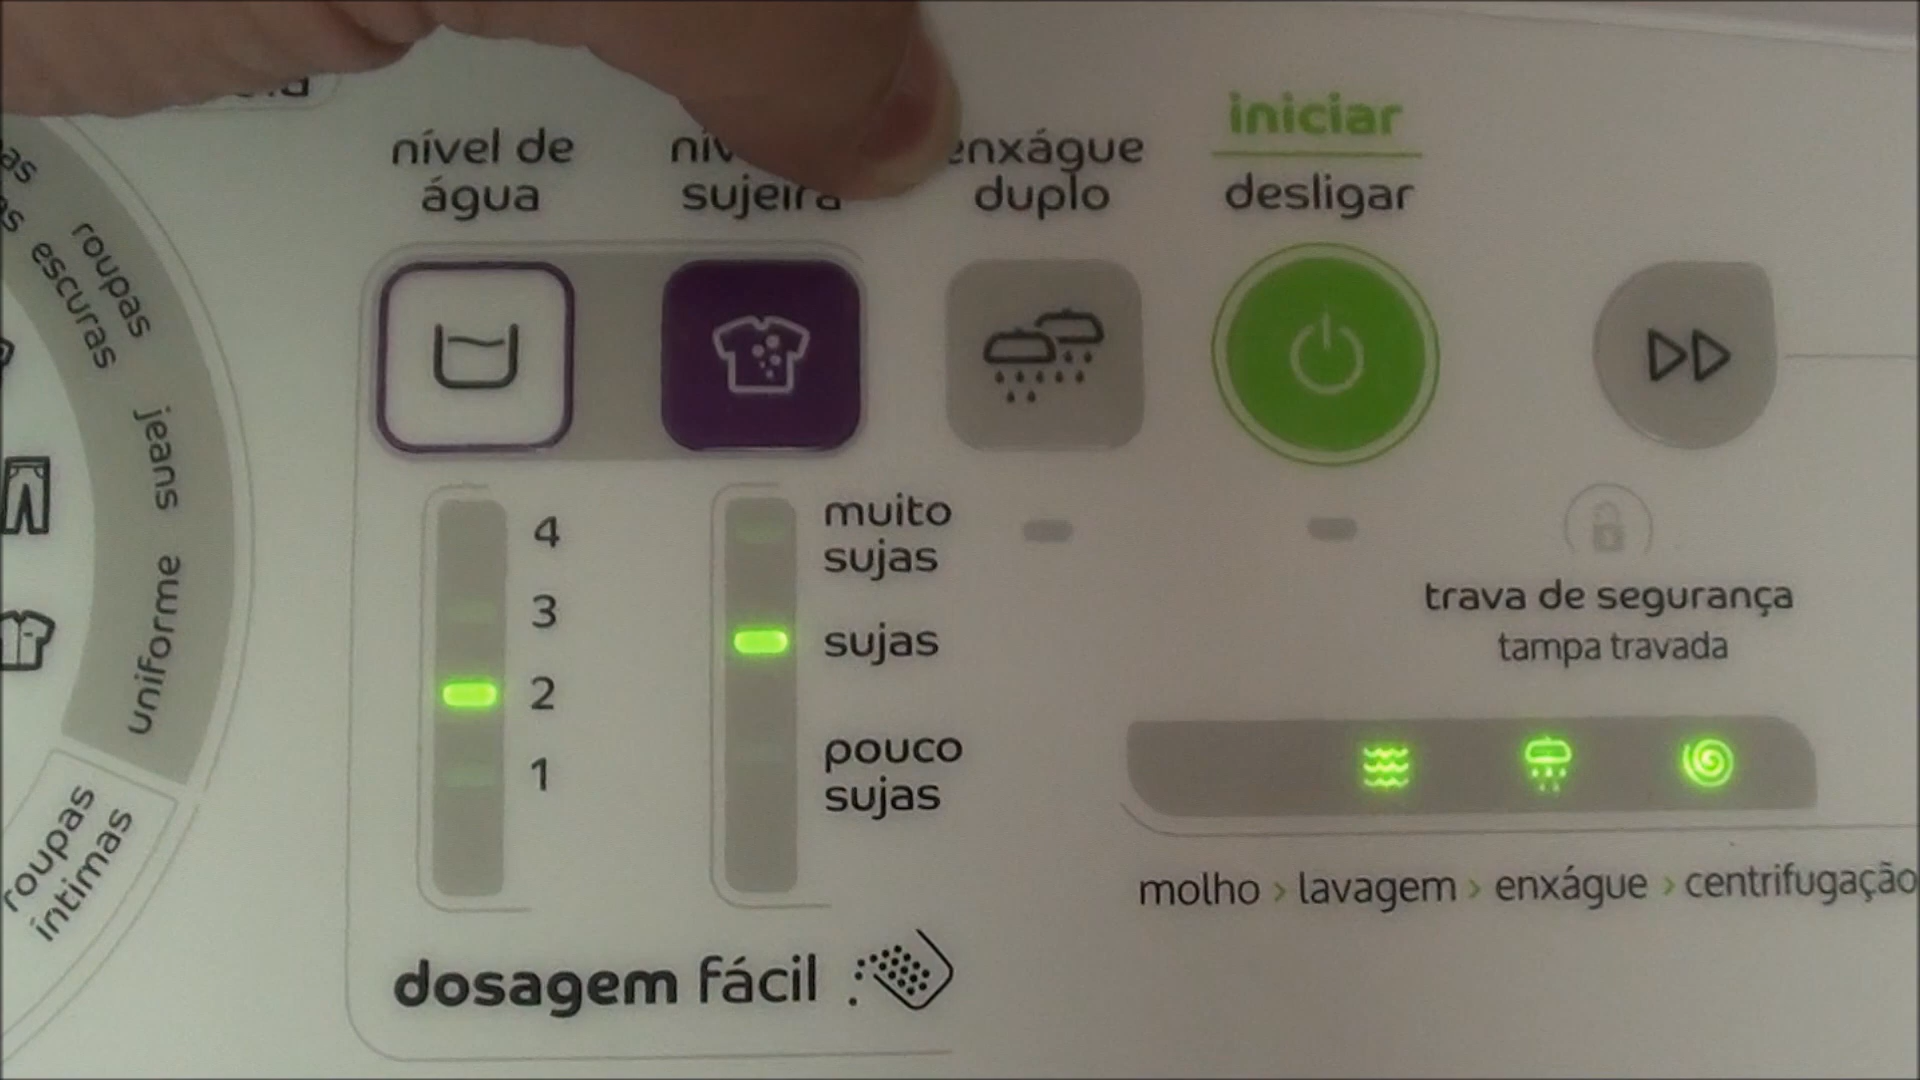 nível de
água
sujeira
enxágue
duplo
iniciar
desligar
roupas
escuras
jeans
uniforme
roupas
íntimas
4
3
2
1
muito
sujas
sujas
pouco
sujas
trava de segurança
tampa travada
molho › lavagem › enxágue › centrifugação
dosagem fácil